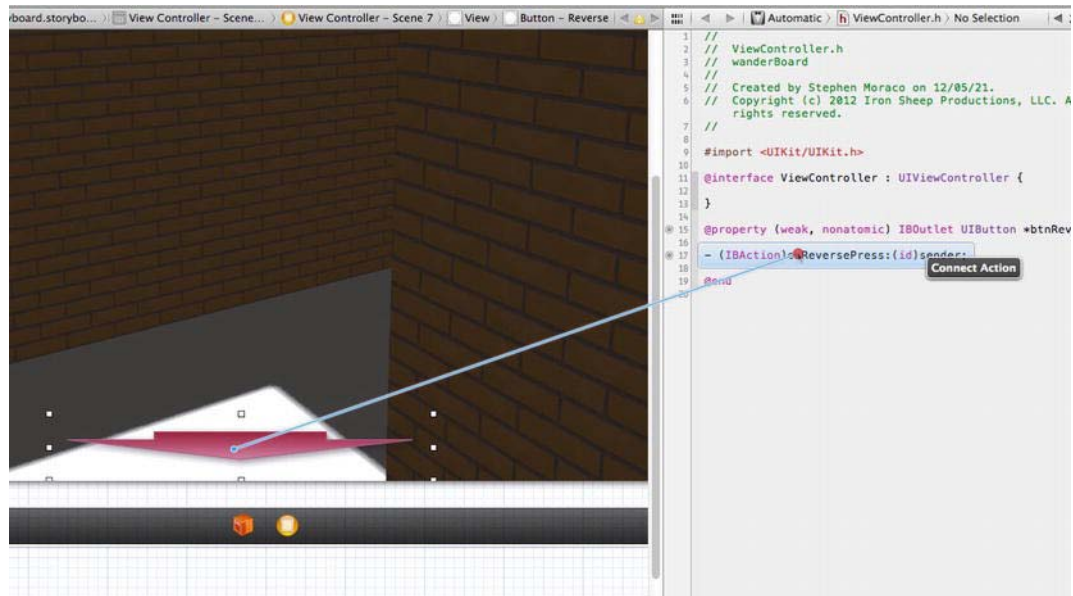 yboard.storybo... View Controller – Scene... View Controller – Scene 7 View Button – Reverse
Automatic h ViewController.h No Selection
1 //
2 // ViewController.h
3 // wanderBoard
4 //
5 // Created by Stephen Moraco on 12/05/21.
6 // Copyright (c) 2012 Iron Sheep Productions, LLC. A
rights reserved.
7 //
8
9 #import <UIKit/UIKit.h>
10
11 @interface ViewController : UIViewController {
12
13 }
14
15 @property (weak, nonatomic) IBOutlet UIButton *btnRev
16
17 - (IBAction) ReversePress:(id)sender;
Connect Action
18
19 @end
20